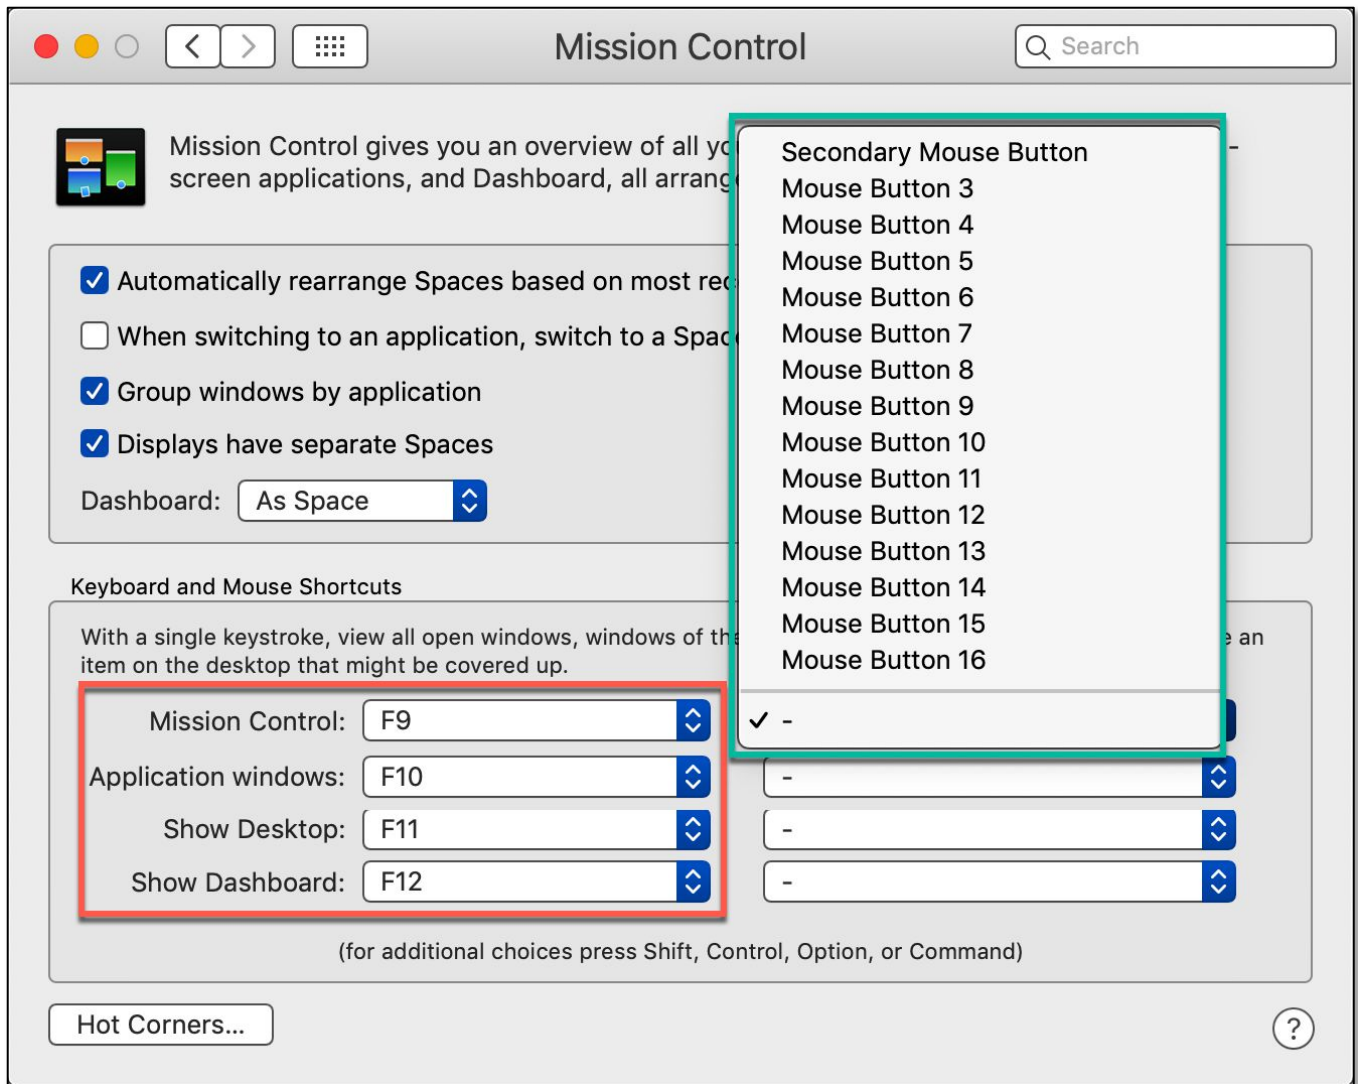 Mission Control
Search
Mission Control gives you an overview of all yo
screen applications, and Dashboard, all arrang
Automatically rearrange Spaces based on most rec
When switching to an application, switch to a Spac
Group windows by application
Displays have separate Spaces
Dashboard: As Space
Secondary Mouse Button
Mouse Button 3
Mouse Button 4
Mouse Button 5
Mouse Button 6
Mouse Button 7
Mouse Button 8
Mouse Button 9
Mouse Button 10
Mouse Button 11
Mouse Button 12
Mouse Button 13
Mouse Button 14
Mouse Button 15
Mouse Button 16
-
Keyboard and Mouse Shortcuts
With a single keystroke, view all open windows, windows of th e an
item on the desktop that might be covered up.
Mission Control: F9
Application windows: F10 -
Show Desktop: F11 -
Show Dashboard: F12 -
(for additional choices press Shift, Control, Option, or Command)
Hot Corners...
?